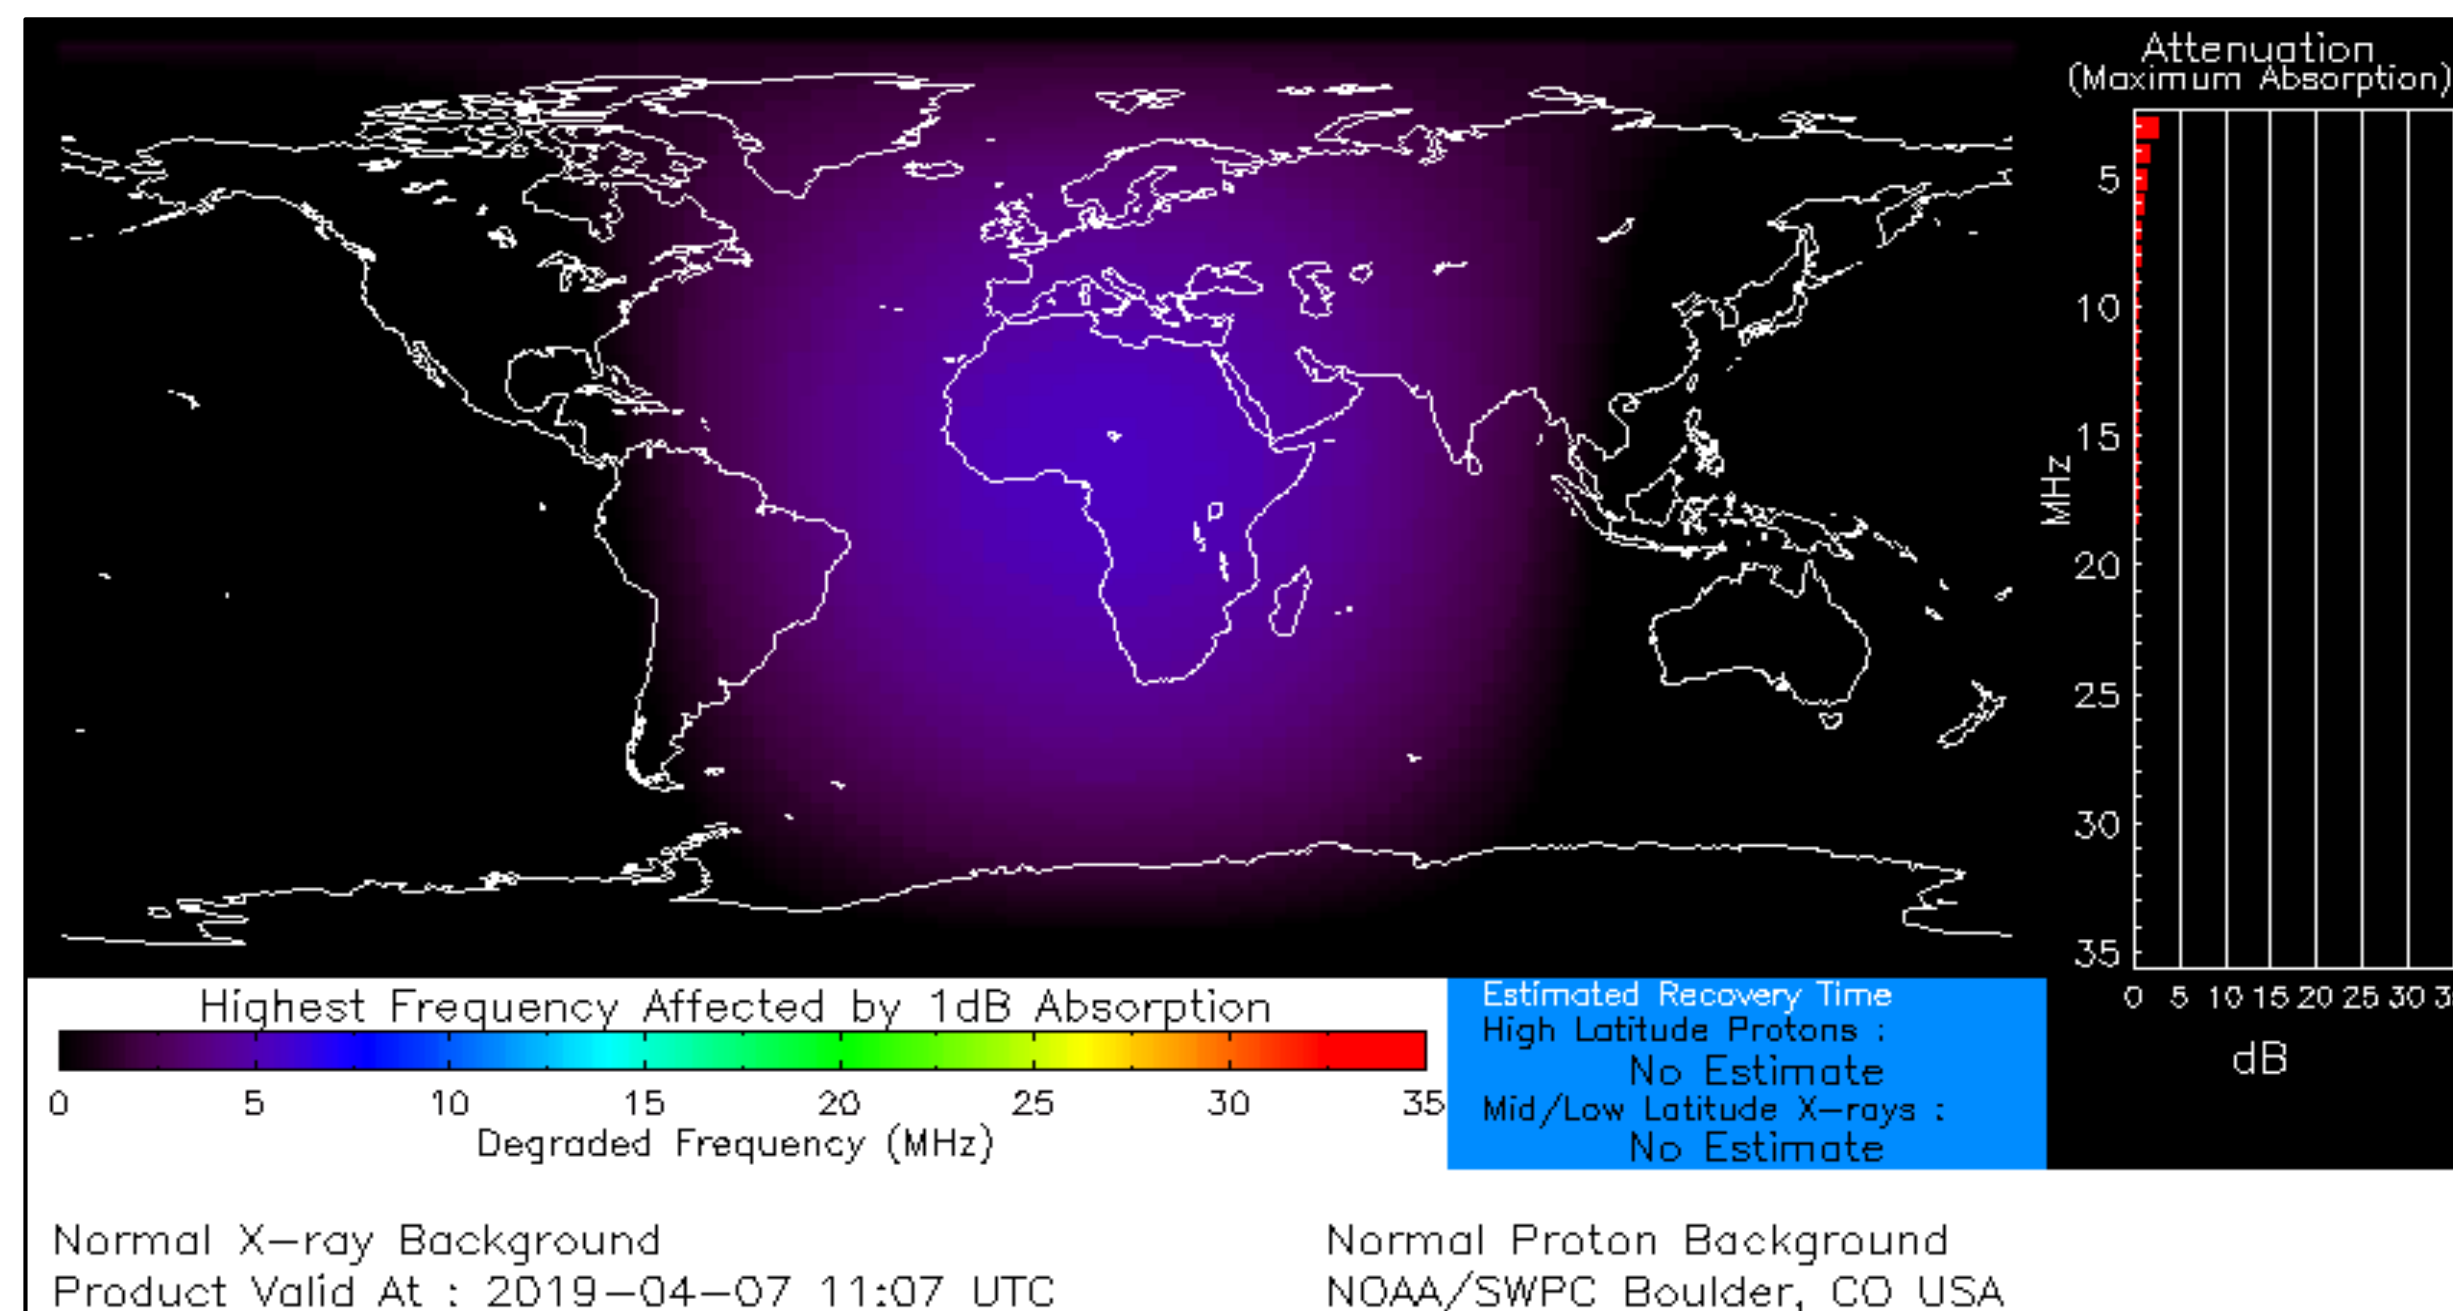 Attenuation
(Maximum Absorption)
MHz
5
10
15
20
25
30
35
0 5 10 15 20 25 30
dB
Highest Frequency Affected by 1dB Absorption
0 5 10 15 20 25 30 35
Degraded Frequency (MHz)
Estimated Recovery Time
High Latitude Protons :
No Estimate
Mid/Low Latitude X-rays :
No Estimate
Normal X-ray Background
Normal Proton Background
Product Valid At : 2019-04-07 11:07 UTC
NOAA/SWPC Boulder, CO USA